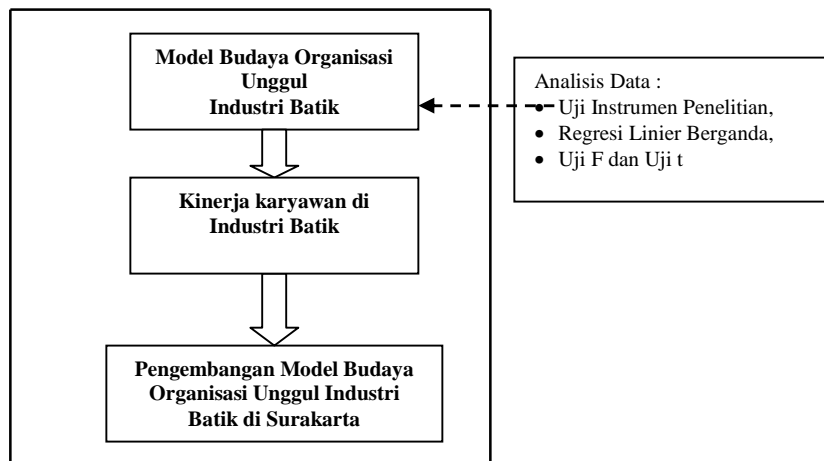 Model Budaya Organisasi
Unggul
Industri Batik
Analisis Data :
• Uji Instrumen Penelitian,
• Regresi Linier Berganda,
• Uji F dan Uji t
Kinerja karyawan di
Industri Batik
Pengembangan Model Budaya
Organisasi Unggul Industri
Batik di Surakarta